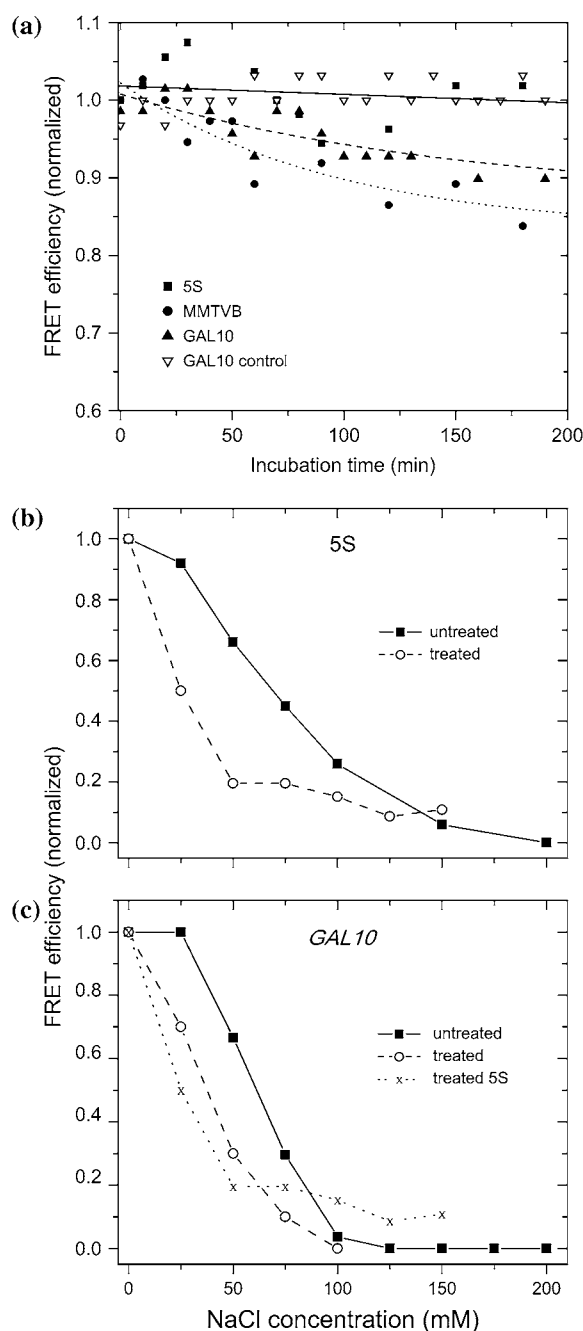 (a)
1.1
1.0
0.9
0.8
0.7
0.6
FRET efficiency (normalized)
5S
MMTVB
GAL10
GAL10 control
0 50 100 150 200
Incubation time (min)
(b)
5S
1.0
0.8
0.6
0.4
0.2
0.0
untreated
treated
FRET efficiency (normalized)
(c)
GAL10
1.0
0.8
0.6
0.4
0.2
0.0
untreated
treated
x treated 5S
0 50 100 150 200
NaCl concentration (mM)